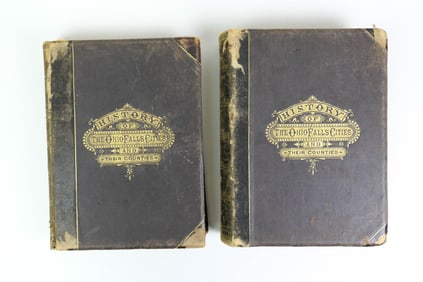 HISTORY
OF
THE OHIO FALLS CITIES
AND
THEIR COUNTIES
HISTORY
OF
THE OHIO FALLS CITIES
AND
THEIR COUNTIES